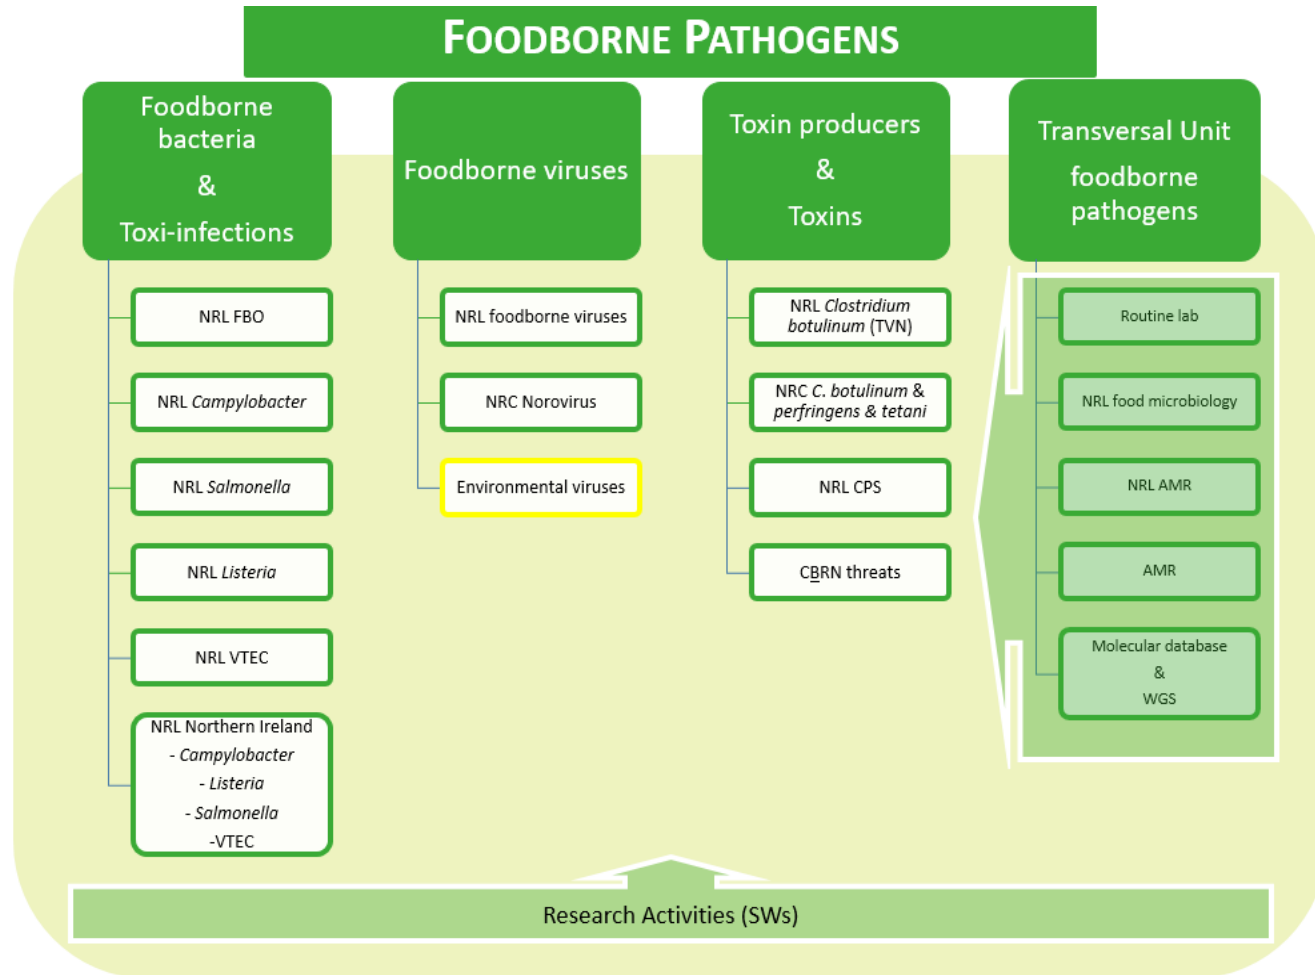 FOODBORNE PATHOGENS
Foodborne
bacteria
&
Toxi-infections
NRL FBO
NRL Campylobacter
NRL Salmonella
NRL Listeria
NRL VTEC
NRL Northern Ireland
- Campylobacter
- Listeria
- Salmonella
-VTEC
Foodborne viruses
NRL foodborne viruses
NRC Norovirus
Environmental viruses
Toxin producers
&
Toxins
NRL Clostridium
botulinum (TVN)
NRC C. botulinum &
perfringens & tetani
NRL CPS
CBRN threats
Transversal Unit
foodborne
pathogens
Routine lab
NRL food microbiology
NRL AMR
AMR
Molecular database
&
WGS
Research Activities (SWs)